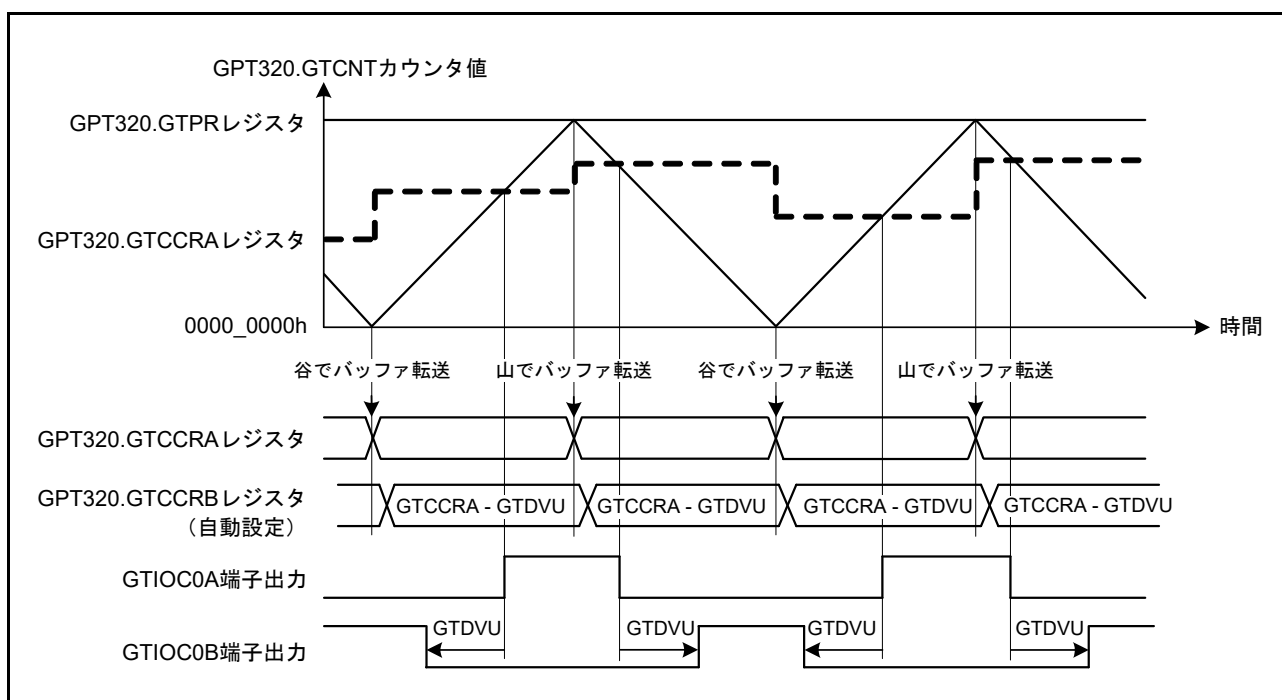 GPT320.GTCNTカウンタ値
GPT320.GTPRレジスタ
GPT320.GTCCRAレジスタ
0000_0000h
時間
谷でバッファ転送 山でバッファ転送 谷でバッファ転送 山でバッファ転送
GPT320.GTCCRAレジスタ
GPT320.GTCCRBレジスタ
（自動設定）
GTCCRA - GTDVU GTCCRA - GTDVU GTCCRA - GTDVU GTCCRA - GTDVU
GTIOC0A端子出力
GTDVU GTDVU GTDVU GTDVU
GTIOC0B端子出力